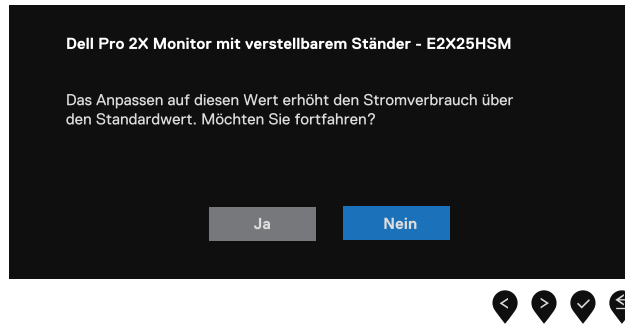 Dell Pro 2X Monitor mit verstellbarem Ständer - E2X25HSM
Das Anpassen auf diesen Wert erhöht den Stromverbrauch über
den Standardwert. Möchten Sie fortfahren?
Ja
Nein